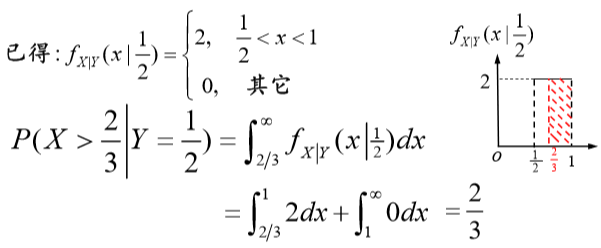 已得: f_{X|Y}(x|1/2) = { 2, 1/2 < x < 1
0, 其它
P(X > 2/3 | Y = 1/2) = ∫_{2/3}^{∞} f_{X|Y}(x|1/2)dx
= ∫_{2/3}^{1} 2dx + ∫_{1}^{∞} 0dx = 2/3
f_{X|Y}(x|1/2)
2
o 1/2 2/3 1